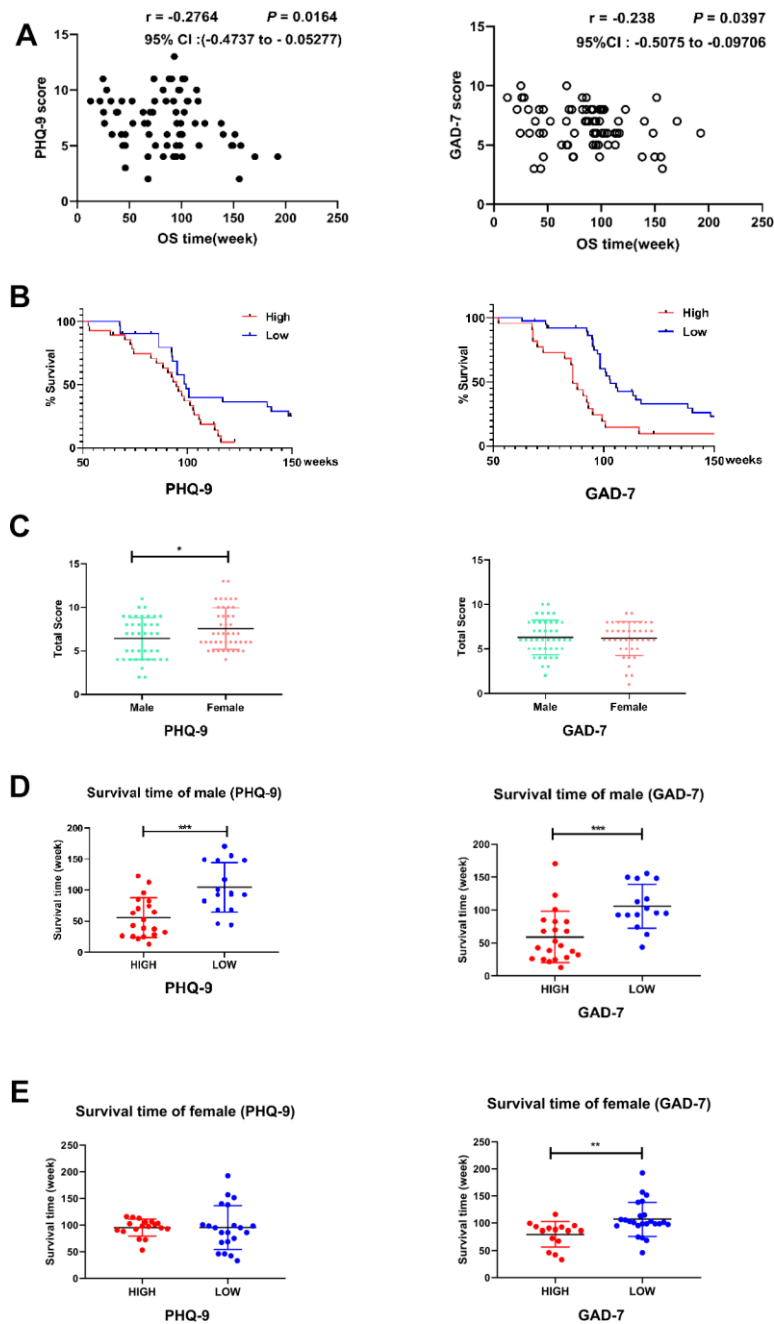 A
r = -0.2764 P = 0.0164
95% CI :(-0.4737 to - 0.05277)
PHQ-9 score
15
10
5
0
0 50 100 150 200 250
OS time(week)
r = -0.238 P = 0.0397
95%CI : -0.5075 to -0.09706
GAD-7 score
15
10
5
0
0 50 100 150 200 250
OS time(week)
B
% Survival
100
50
0
High
Low
50 100 150 weeks
PHQ-9
% Survival
100
50
0
High
Low
50 100 150 weeks
GAD-7
C
Total Score
15
10
5
0
*
Male Female
PHQ-9
Total Score
15
10
5
0
Male Female
GAD-7
D
Survival time of male (PHQ-9)
Survival time (week)
200
150
100
50
0
***
HIGH LOW
PHQ-9
Survival time of male (GAD-7)
Survival time (week)
200
150
100
50
0
***
HIGH LOW
GAD-7
E
Survival time of female (PHQ-9)
Survival time (week)
250
200
150
100
50
0
HIGH LOW
PHQ-9
Survival time of female (GAD-7)
Survival time (week)
250
200
150
100
50
0
**
HIGH LOW
GAD-7